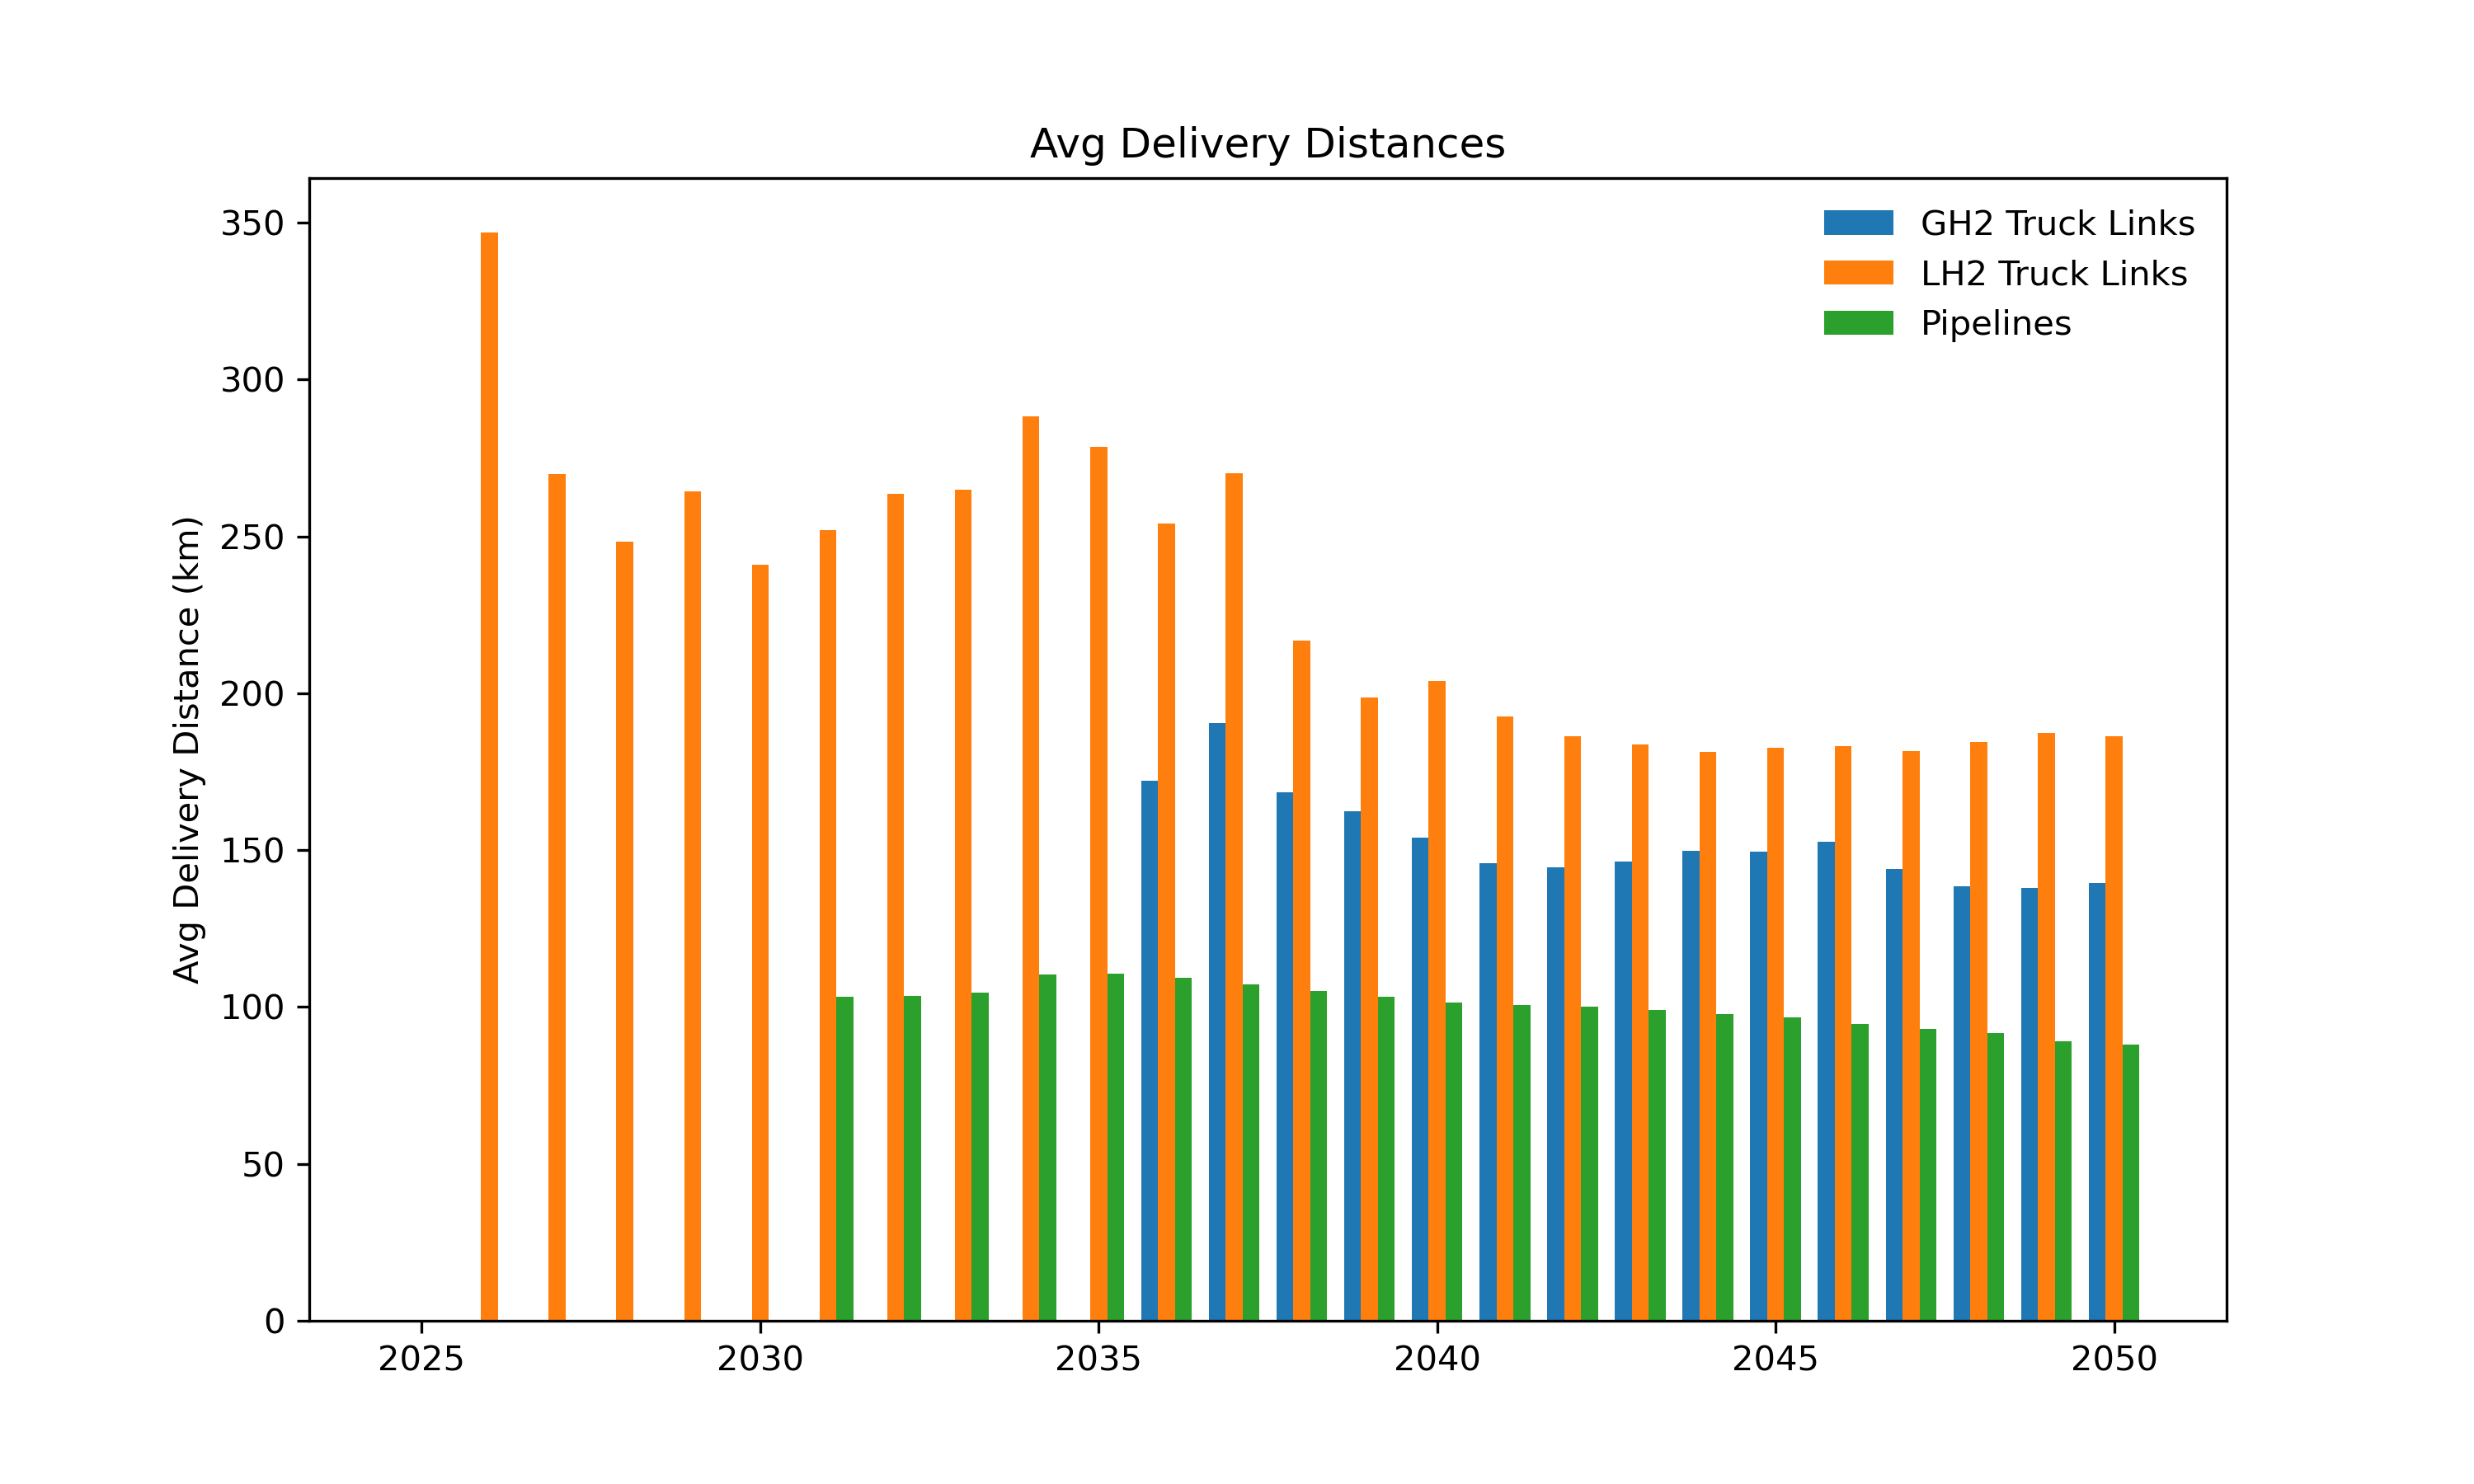 Avg Delivery Distances
GH2 Truck Links
LH2 Truck Links
Pipelines
Avg Delivery Distance (km)
350
300
250
200
150
100
50
0
2025 2030 2035 2040 2045 2050